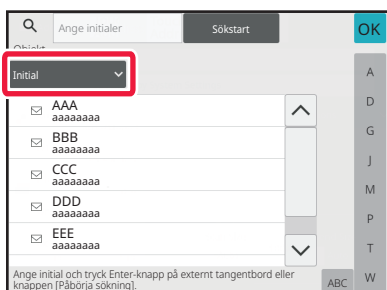 Ange initialer
Sökstart
OK
Objekt
Initial
AAA
aaaaaaaa
BBB
aaaaaaaa
CCC
aaaaaaaa
DDD
aaaaaaaa
EEE
aaaaaaaa
A
D
G
J
M
P
T
W
Ange initial och tryck Enter-knapp på externt tangentbord eller
knappen [Påbörja sökning].
ABC